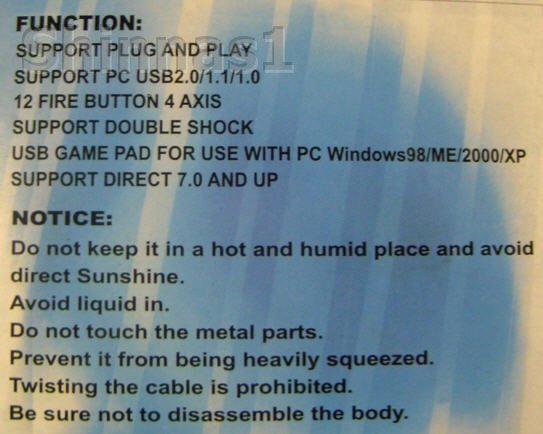 FUNCTION:
Shinnas1
SUPPORT PLUG AND PLAY
SUPPORT PC USB2.0/1.1/1.0
12 FIRE BUTTON 4 AXIS
SUPPORT DOUBLE SHOCK
USB GAME PAD FOR USE WITH PC Windows98/ME/2000/XP
SUPPORT DIRECT 7.0 AND UP
NOTICE:
Do not keep it in a hot and humid place and avoid
direct Sunshine.
Avoid liquid in.
Do not touch the metal parts.
Prevent it from being heavily squeezed.
Twisting the cable is prohibited.
Be sure not to disassemble the body.